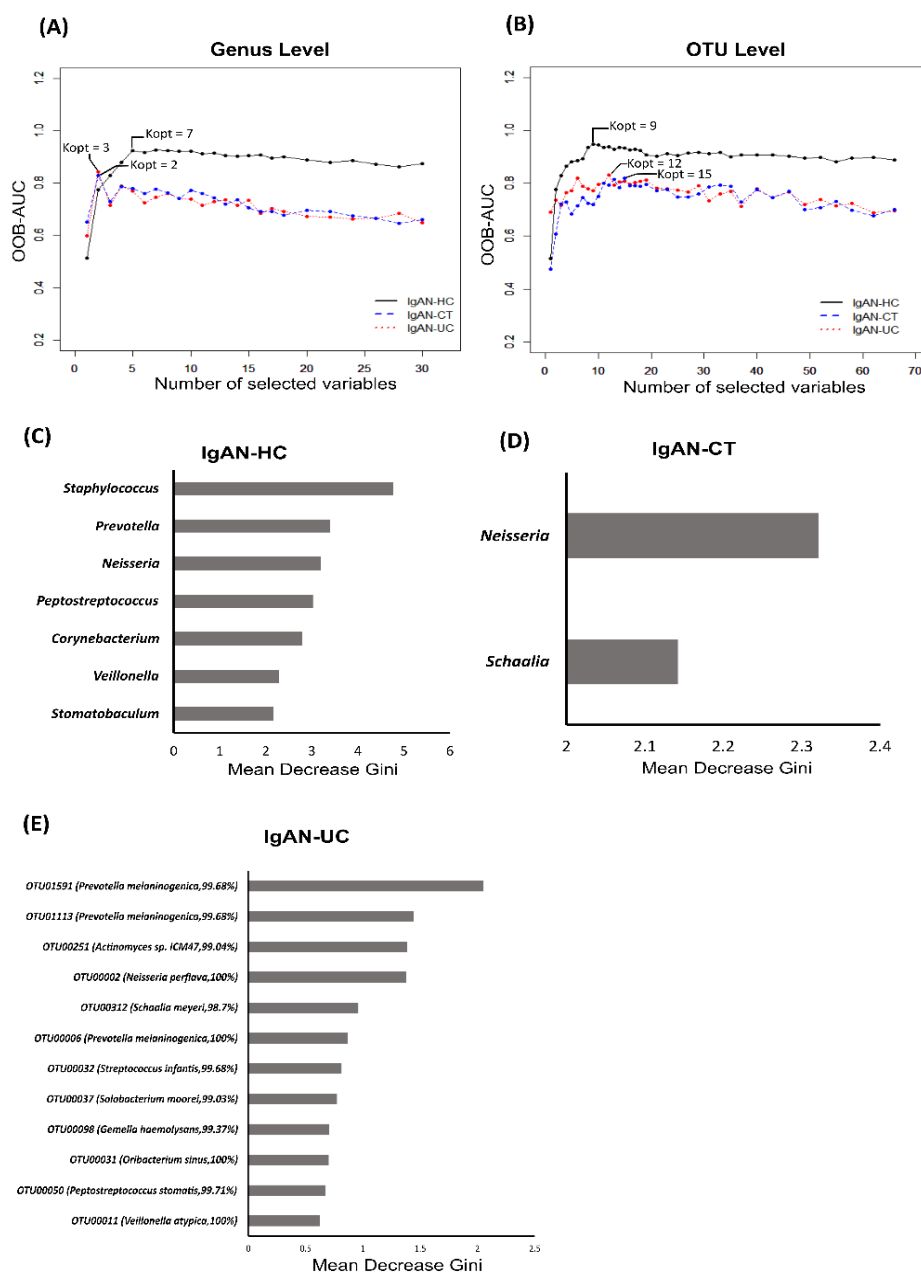 (A)
Genus Level
OOB-AUC
1.2
1.0
0.8
0.6
0.4
0.2
Kopt = 7
Kopt = 3
Kopt = 2
IgAN-HC
IgAN-CT
IgAN-UC
0 5 10 15 20 25 30
Number of selected variables
(B)
OTU Level
OOB-AUC
1.2
1.0
0.8
0.6
0.4
0.2
Kopt = 9
Kopt = 12
Kopt = 15
IgAN-HC
IgAN-CT
IgAN-UC
0 10 20 30 40 50 60 70
Number of selected variables
(C)
IgAN-HC
Staphylococcus
Prevotella
Neisseria
Peptostreptococcus
Corynebacterium
Veillonella
Stomatobaculum
0 1 2 3 4 5 6
Mean Decrease Gini
(D)
IgAN-CT
Neisseria
Schaalia
2 2.1 2.2 2.3 2.4
Mean Decrease Gini
(E)
IgAN-UC
OTU01591 (Prevotella melaninogenica,99.68%)
OTU01113 (Prevotella melaninogenica,99.68%)
OTU00251 (Actinomyces sp. ICM47,99.04%)
OTU00002 (Neisseria perflava,100%)
OTU00312 (Schaalia meyeri,98.7%)
OTU00006 (Prevotella melaninogenica,100%)
OTU00032 (Streptococcus infantis,99.68%)
OTU00037 (Solobacterium moorei,99.03%)
OTU00098 (Gemella haemolysans,99.37%)
OTU00031 (Oribacterium sinus,100%)
OTU00050 (Peptostreptococcus stomatis,99.71%)
OTU00011 (Veillonella atypica,100%)
0 0.5 1 1.5 2 2.5
Mean Decrease Gini